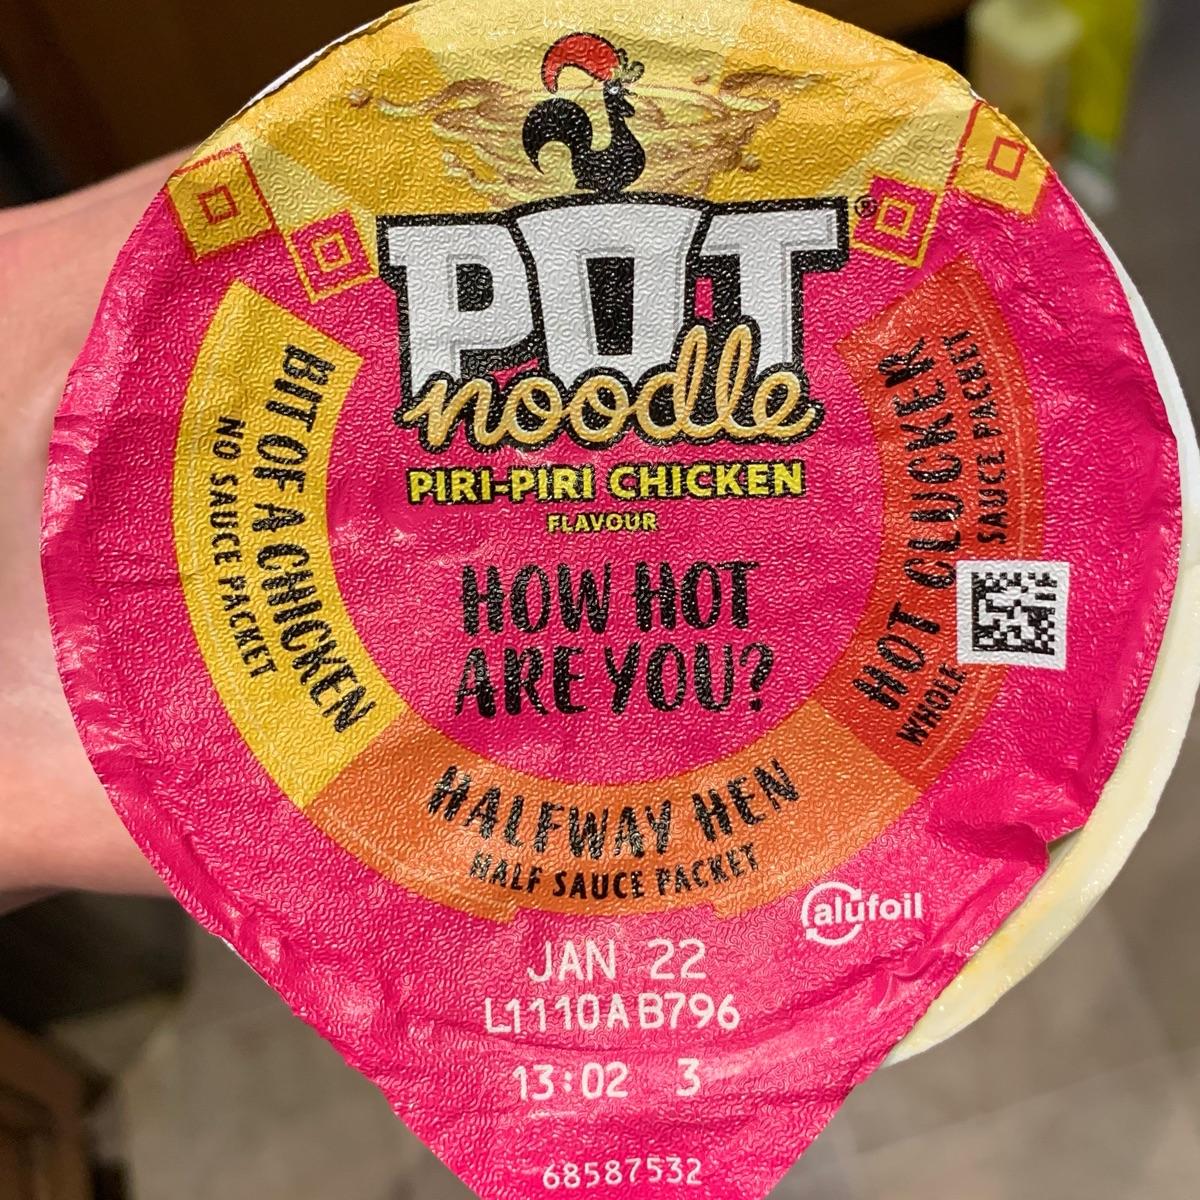 POT®
noodle
PIRI-PIRI CHICKEN
FLAVOUR
HOW HOT
ARE YOU?
BIT OF A CHICKEN
NO SAUCE PACKET
HALFWAY HEN
HALF SAUCE PACKET
HOT CLUCKER
WHOLE SAUCE PACKET
alufoil
JAN 22
L1110AB796
13:02 3
68587532